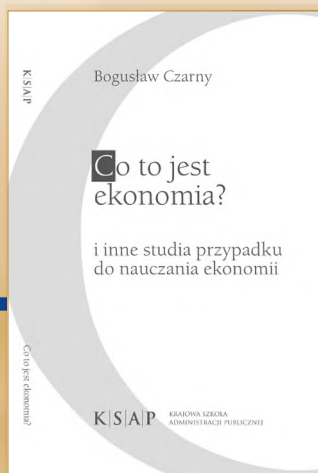 K|S|A|P
Co to jest ekonomia?
Bogusław Czarny
Co to jest
ekonomia?
i inne studia przypadku
do nauczania ekonomii
K|S|A|P
KRAJOWA SZKOŁA
ADMINISTRACJI PUBLICZNEJ